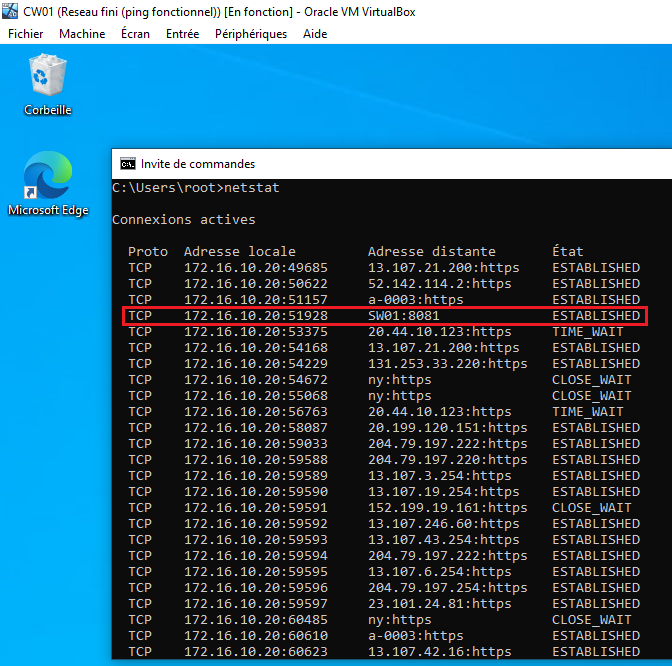 CW01 (Reseau fini (ping fonctionnel)) [En fonction] - Oracle VM VirtualBox
Fichier Machine Écran Entrée Périphériques Aide
Corbeille
Microsoft Edge
Invite de commandes
C:\Users\root>netstat
Connexions actives
Proto Adresse locale Adresse distante État
TCP 172.16.10.20:49685 13.107.21.200:https ESTABLISHED
TCP 172.16.10.20:50622 52.142.114.2:https ESTABLISHED
TCP 172.16.10.20:51157 a-0003:https ESTABLISHED
TCP 172.16.10.20:51928 SW01:8081 ESTABLISHED
TCP 172.16.10.20:53375 20.44.10.123:https TIME_WAIT
TCP 172.16.10.20:54168 13.107.21.200:https ESTABLISHED
TCP 172.16.10.20:54229 131.253.33.220:https ESTABLISHED
TCP 172.16.10.20:54672 ny:https CLOSE_WAIT
TCP 172.16.10.20:55068 ny:https CLOSE_WAIT
TCP 172.16.10.20:56763 20.44.10.123:https TIME_WAIT
TCP 172.16.10.20:58087 20.199.120.151:https ESTABLISHED
TCP 172.16.10.20:59033 204.79.197.222:https ESTABLISHED
TCP 172.16.10.20:59588 204.79.197.220:https ESTABLISHED
TCP 172.16.10.20:59589 13.107.3.254:https ESTABLISHED
TCP 172.16.10.20:59590 13.107.19.254:https ESTABLISHED
TCP 172.16.10.20:59591 152.199.19.161:https CLOSE_WAIT
TCP 172.16.10.20:59592 13.107.246.60:https ESTABLISHED
TCP 172.16.10.20:59593 13.107.43.254:https ESTABLISHED
TCP 172.16.10.20:59594 204.79.197.222:https ESTABLISHED
TCP 172.16.10.20:59595 13.107.6.254:https ESTABLISHED
TCP 172.16.10.20:59596 204.79.197.254:https ESTABLISHED
TCP 172.16.10.20:59597 23.101.24.81:https ESTABLISHED
TCP 172.16.10.20:60485 ny:https CLOSE_WAIT
TCP 172.16.10.20:60610 a-0003:https ESTABLISHED
TCP 172.16.10.20:60623 13.107.42.16:https ESTABLISHED